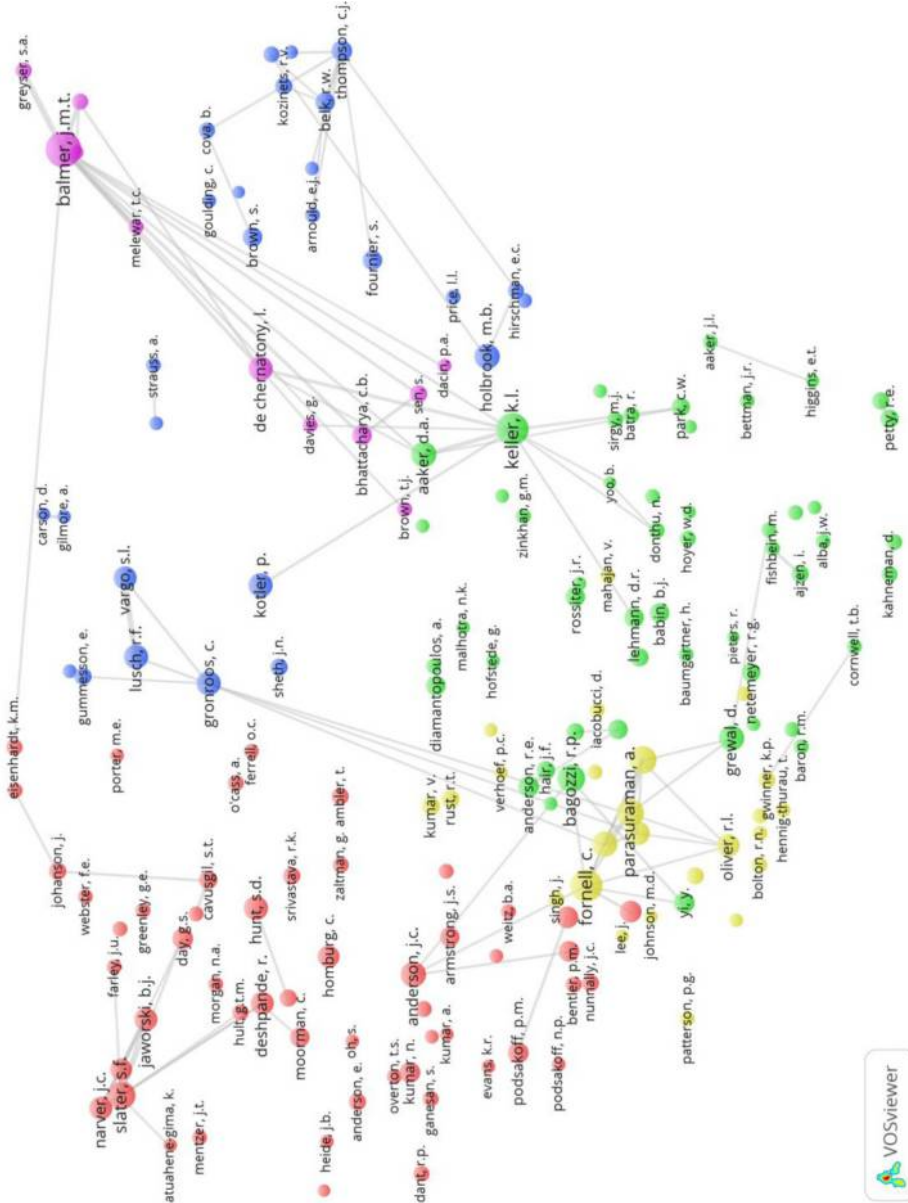 greyser, s.a.
balmer, j.m.t.
eisenhardt, k.m.
carson, d.
gilmore, a.
melewar, t.c.
strauss, a.
johanson, j.
webster, f.e.
gummesson, e.
vargo, s.l.
lusch, r.f.
porter, m.e.
farley, j.u.
greenley, g.e.
cavusgil, s.t.
day, g.s.
narver, j.c.
slater, s.f.
jaworski, b.j.
atuahene-gima, k.
mentzer, j.t.
morgan, n.a.
hult, g.t.m.
deshpande, r.
hunt, s.d.
moorman, c.
srivastava, r.k.
o'cass, a.
ferrell, o.c.
gronroos, c.
sheth, j.n.
kotler, p.
de chernatony, l.
goulding, c.
cova, b.
brown, s.
kozinets, r.v.
belk, r.w.
thompson, c.j.
arnould, e.j.
fournier, s.
davies, g.
bhattacharya, c.b.
sen, s.
dacin, p.a.
aaker, d.a.
brown, t.j.
price, l.l.
holbrook, m.b.
hirschman, e.c.
keller, k.l.
zinkhan, g.m.
homburg, c.
zaltman, g.
ambler, t.
heide, j.b.
anderson, e.
oh, s.
overton, t.s.
kumar, n.
anderson, j.c.
ganesan, s.
kumar, a.
dant, r.p.
armstrong, j.s.
weitz, b.a.
kumar, v.
rust, r.t.
verhoef, p.c.
diamantopoulos, a.
malhotra, n.k.
hofstede, g.
iacobucci, d.
anderson, r.e.
hair, j.f.
bagozzi, r.p.
evans, k.r.
podsakoff, p.m.
podsakoff, n.p.
bentler, p.m.
nunnally, j.c.
singh, j.
fornell, c.
parasuraman, a.
lee, j.
johnson, m.d.
yi, y.
oliver, r.l.
patterson, p.g.
bolton, r.n.
hennig-thurau, t.
gwinner, k.p.
baron, r.m.
grewal, d.
netemeyer, r.g.
pieters, r.
cornwell, t.b.
rossiter, j.r.
mahajan, v.
lehmann, d.r.
babin, b.j.
baumgartner, h.
yoo, b.
donthu, n.
hoyer, w.d.
sirgy, m.j.
batra, r.
park, c.w.
bettman, j.r.
aaker, j.l.
higgins, e.t.
petty, r.e.
fishbein, m.
ajzen, i.
alba, j.w.
kahneman, d.
VOSviewer